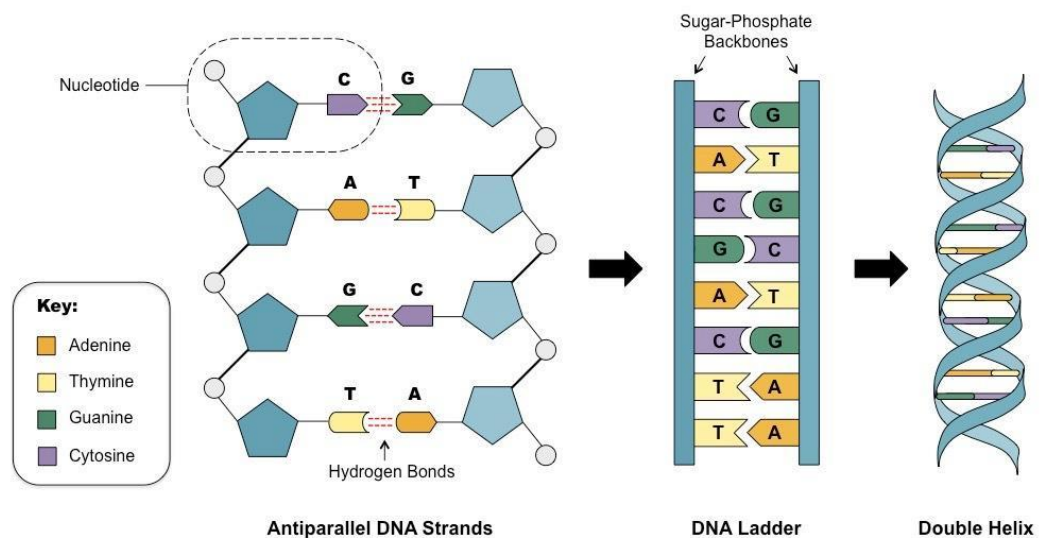 Sugar-Phosphate
Backbones
Nucleotide
C G
A T
G C
T A
Hydrogen Bonds
Key:
Adenine
Thymine
Guanine
Cytosine
C G
A T
C G
G C
A T
C G
T A
T A
Antiparallel DNA Strands
DNA Ladder
Double Helix